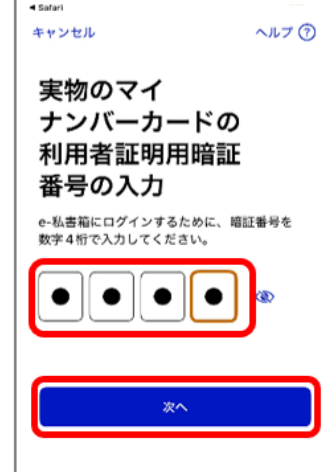 ◀ Safari
キャンセル ヘルプ ?
実物のマイ
ナンバーカードの
利用者証明用暗証
番号の入力
e-私書箱にログインするために、暗証番号を
数字4桁で入力してください。
次へ